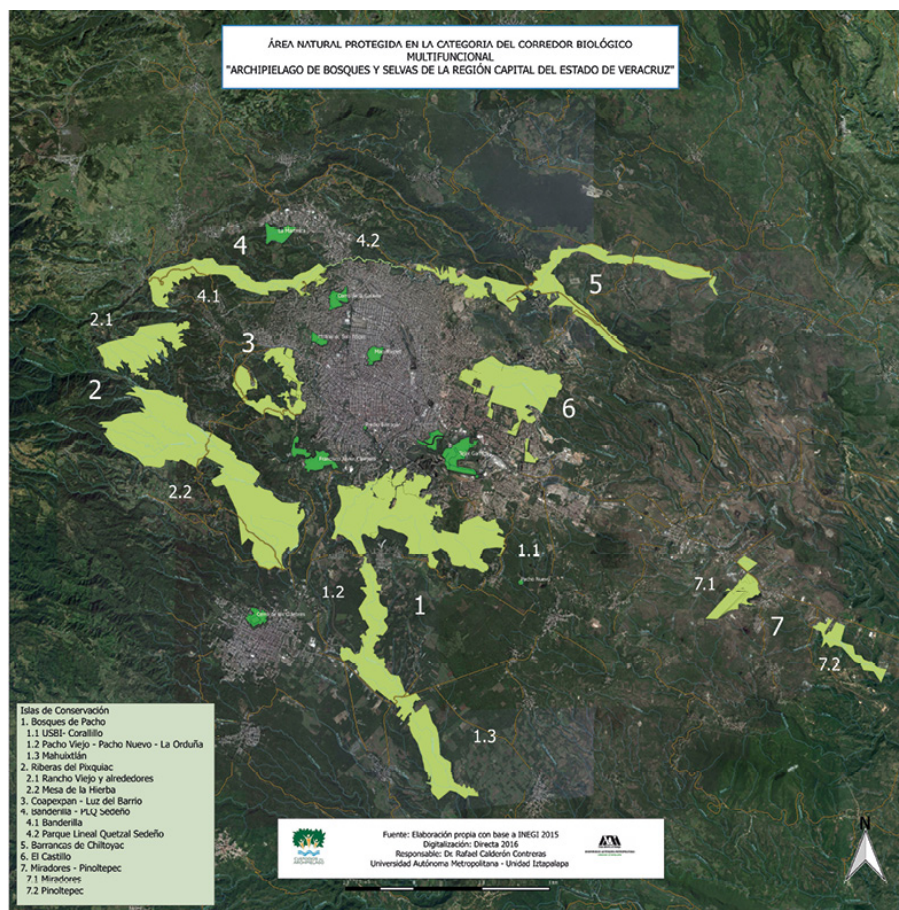 ÁREA NATURAL PROTEGIDA EN LA CATEGORIA DEL CORREDOR BIOLÓGICO
MULTIFUNCIONAL
"ARCHIPIELAGO DE BOSQUES Y SELVAS DE LA REGIÓN CAPITAL DEL ESTADO DE VERACRUZ"
4
4.2
5
4.1
2.1
3
2
6
2.2
1.1
Pacho Nuevo
1.2
1
7.1
7
7.2
1.3
Islas de Conservación
1. Bosques de Pacho
1.1 USBI- Corallillo
1.2 Pacho Viejo - Pacho Nuevo - La Orduña
1.3 Mahuixtlán
2. Riberas del Pixquiac
2.1 Rancho Viejo y alrededores
2.2 Mesa de la Hierba
3. Coapexpan - Luz del Barrio
4. Banderilla - PLQ Sedeño
4.1 Banderilla
4.2 Parque Lineal Quetzal Sedeño
5. Barrancas de Chiltoyac
6. El Castillo
7. Miradores - Pinoltepec
7.1 Miradores
7.2 Pinoltepec
Fuente: Elaboración propia con base a INEGI 2015
Digitalización: Directa 2016
Responsable: Dr. Rafael Calderón Contreras
Universidad Autónoma Metropolitana - Unidad Iztapalapa
N